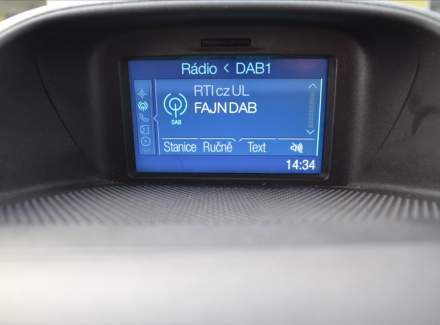 Rádio < DAB1
RTI cz UL
FAJN DAB
DAB
Stanice Ručně Text
14:34